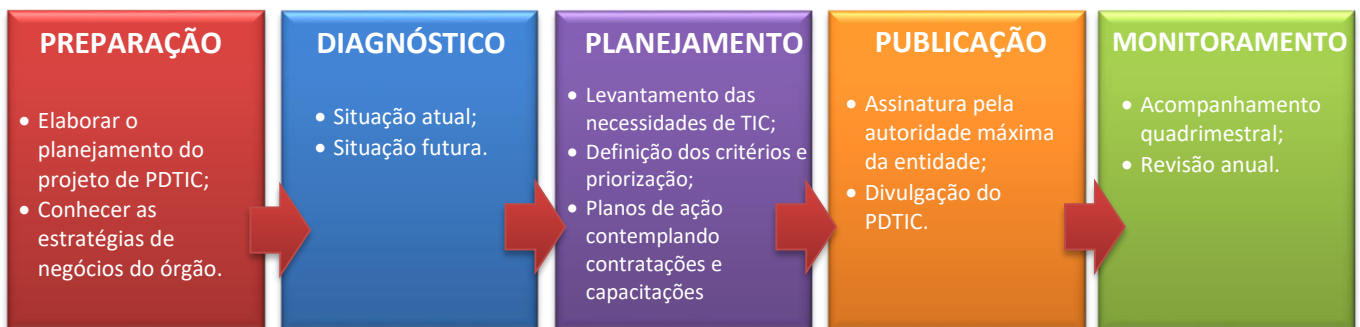 PREPARAÇÃO
• Elaborar o
planejamento do
projeto de PDTIC;
• Conhecer as
estratégias de
negócios do órgão.
DIAGNÓSTICO
• Situação atual;
• Situação futura.
PLANEJAMENTO
• Levantamento das
necessidades de TIC;
• Definição dos critérios e
priorização;
• Planos de ação
contemplando
contratações e
capacitações
PUBLICAÇÃO
• Assinatura pela
autoridade máxima
da entidade;
• Divulgação do
PDTIC.
MONITORAMENTO
• Acompanhamento
quadrimestral;
• Revisão anual.